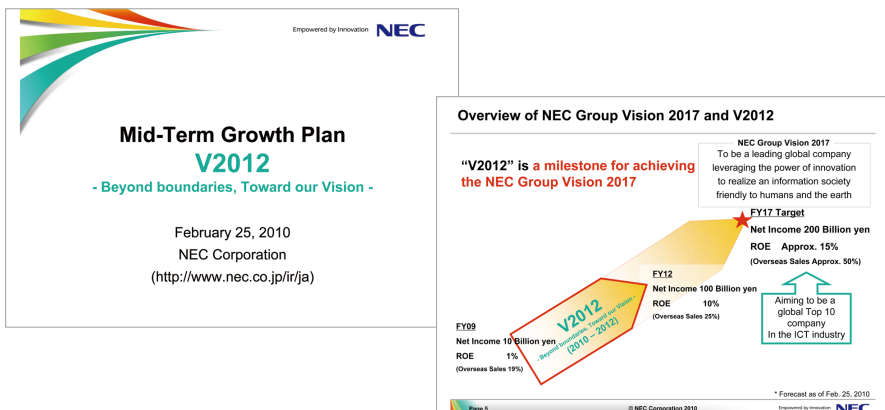 Empowered by Innovation NEC
Mid-Term Growth Plan
V2012
- Beyond boundaries, Toward our Vision -
February 25, 2010
NEC Corporation
(http://www.nec.co.jp/ir/ja)
Overview of NEC Group Vision 2017 and V2012
"V2012" is a milestone for achieving
the NEC Group Vision 2017
NEC Group Vision 2017
To be a leading global company
leveraging the power of innovation
to realize an information society
friendly to humans and the earth
FY17 Target
Net Income 200 Billion yen
ROE Approx. 15%
(Overseas Sales Approx. 50%)
FY12
Net Income 100 Billion yen
ROE 10%
(Overseas Sales 25%)
Aiming to be a
global Top 10
company
In the ICT industry
V2012
- Beyond boundaries, Toward our Vision -
(2010 – 2012)
FY09
Net Income 10 Billion yen
ROE 1%
(Overseas Sales 19%)
* Forecast as of Feb. 25, 2010
Page 5 © NEC Corporation 2010 Empowered by Innovation NEC